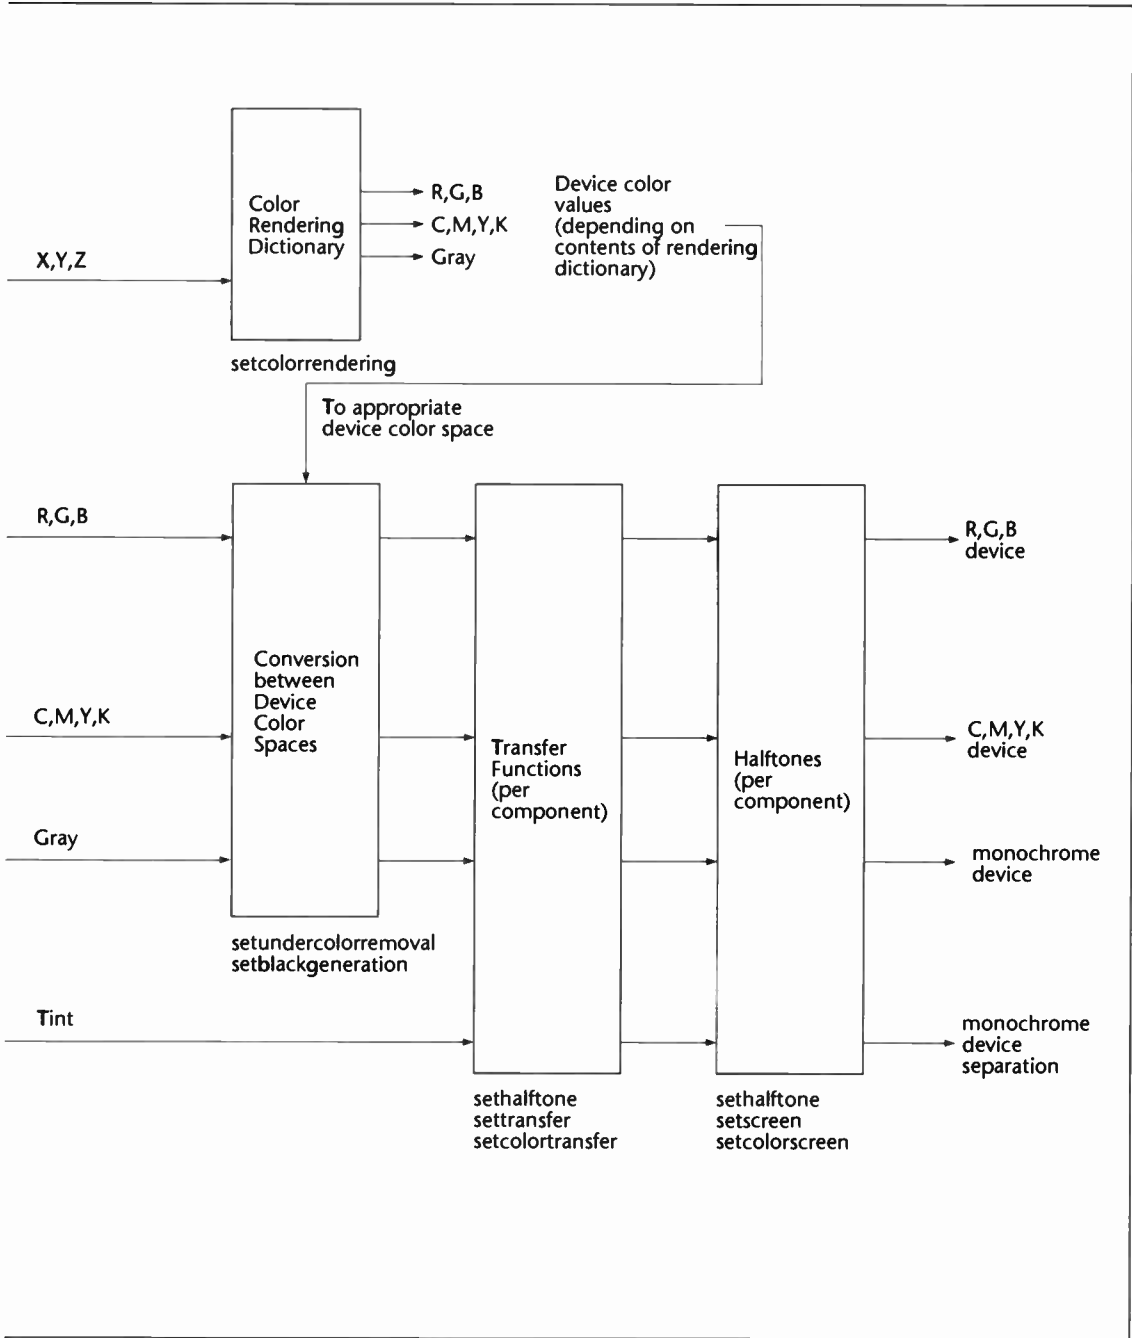 X,Y,Z
Color
Rendering
Dictionary
R,G,B
C,M,Y,K
Gray
Device color
values
(depending on
contents of rendering
dictionary)
setcolorrendering
To appropriate
device color space
R,G,B
C,M,Y,K
Gray
Tint
Conversion
between
Device
Color
Spaces
setundercolorremoval
setblackgeneration
Transfer
Functions
(per
component)
sethalftone
settransfer
setcolortransfer
Halftones
(per
component)
sethalftone
setscreen
setcolorscreen
R,G,B
device
C,M,Y,K
device
monochrome
device
monochrome
device
separation